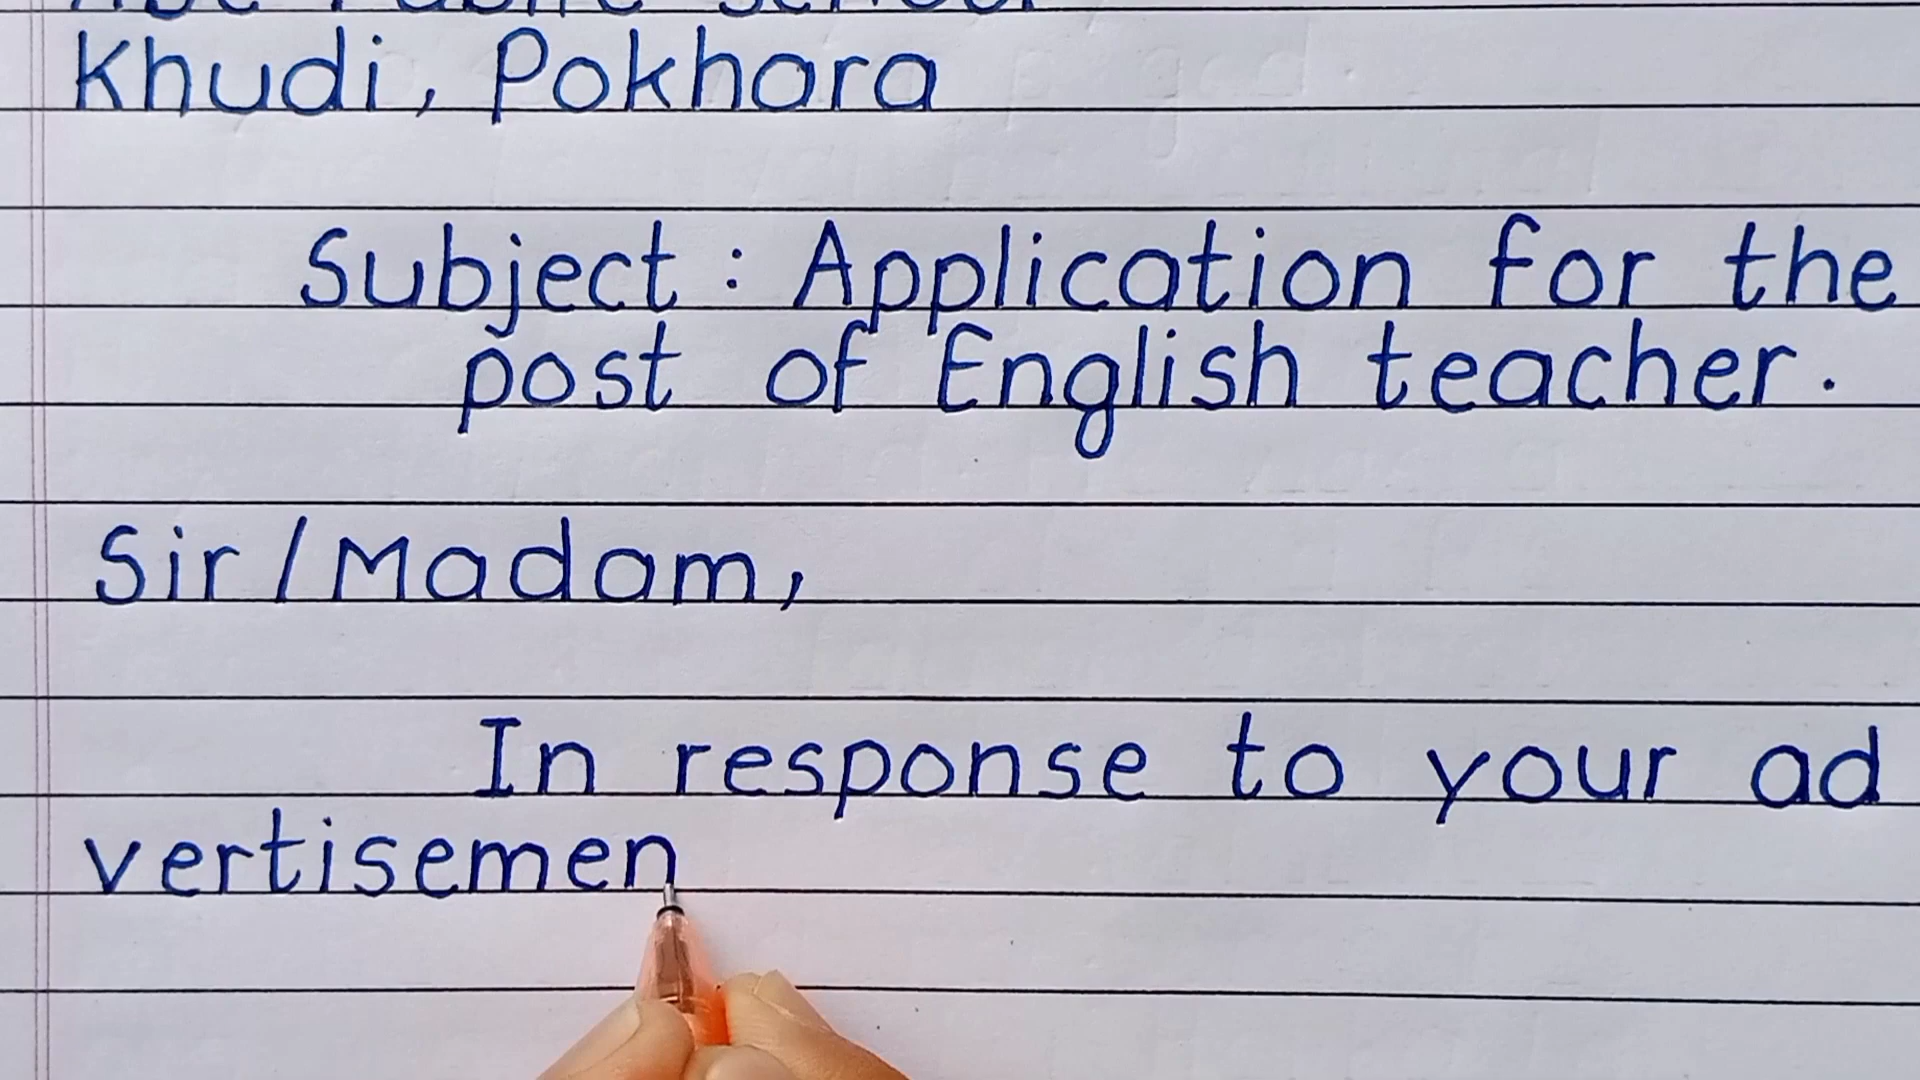 Khudi, Pokhara
Subject : Application for the
post of English teacher.
Sir/Madam,
In response to your ad
vertisemen